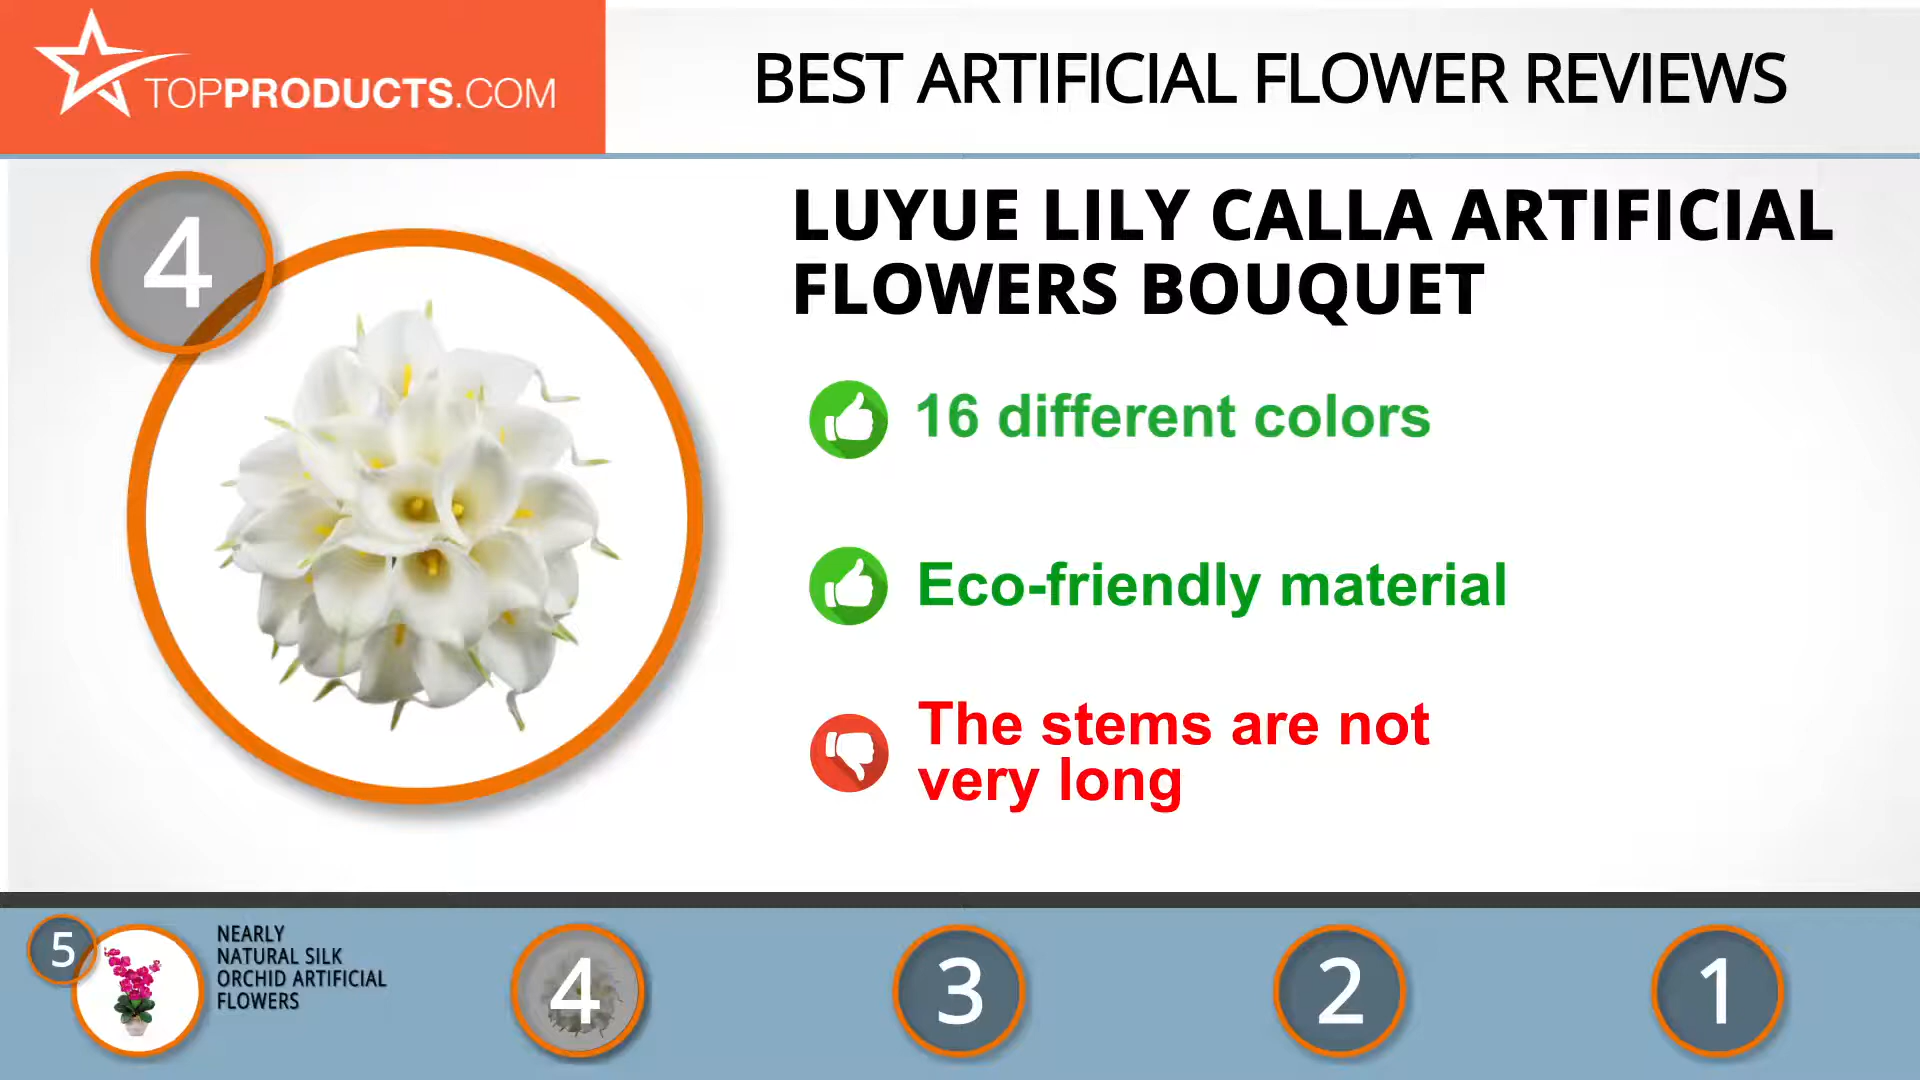 TOPPRODUCTS.COM
BEST ARTIFICIAL FLOWER REVIEWS
4
LUYUE LILY CALLA ARTIFICIAL
FLOWERS BOUQUET
16 different colors
Eco-friendly material
The stems are not
very long
5
NEARLY
NATURAL SILK
ORCHID ARTIFICIAL
FLOWERS
4
3
2
1